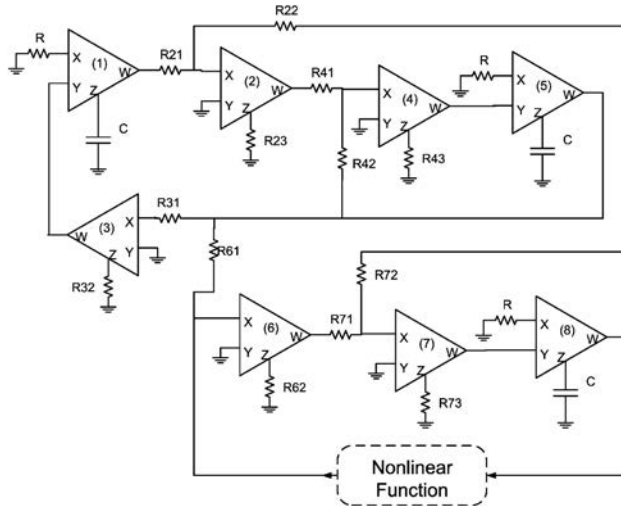 R22
R X (1) W R21
Y Z
C
X (2) W R41
Y Z
R23
X (4) W
Y Z
R42 R43
R X (5) W
Y Z
C
R31
X (3) W
Y Z
R32
R61
R72
X (6) W R71
Y Z
R62
X (7) W
Y Z
R73
R X (8) W
Y Z
C
Nonlinear
Function